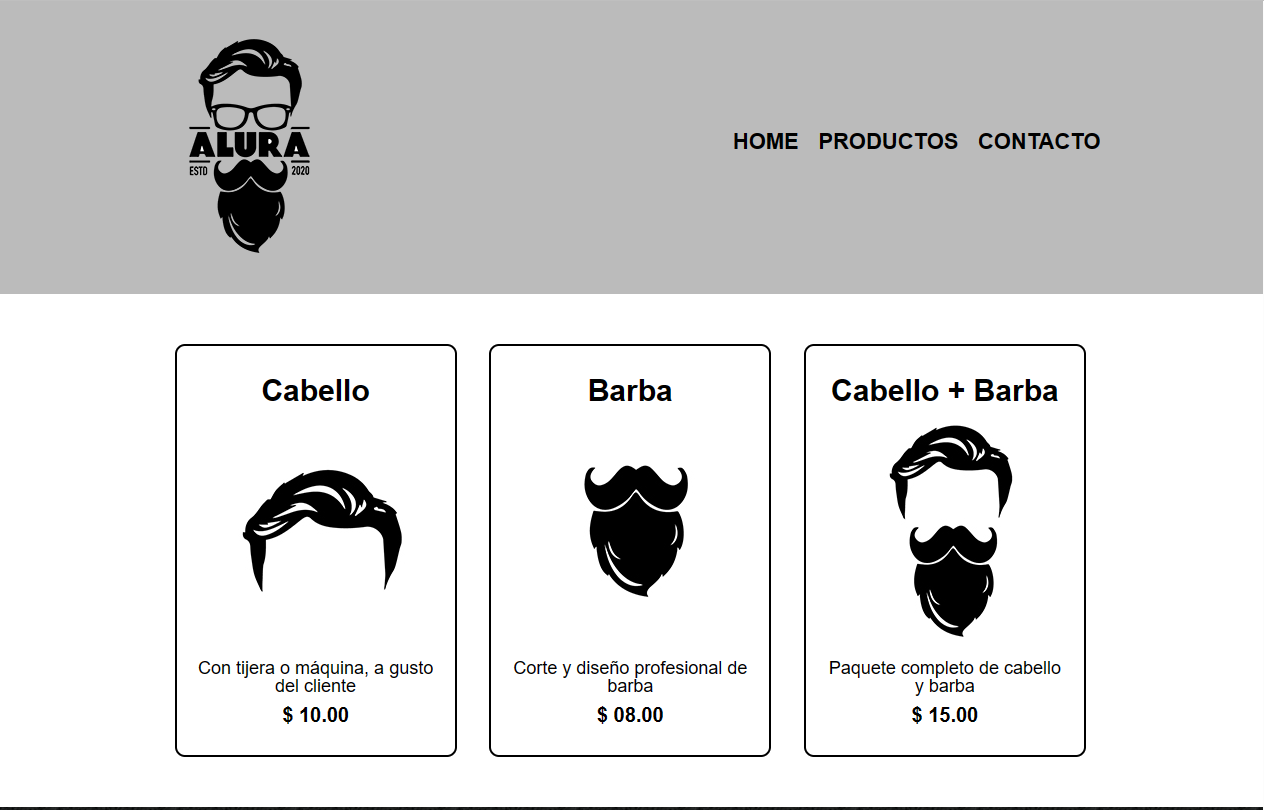 ALURA
ESTD 2020
HOME PRODUCTOS CONTACTO
Cabello
Con tijera o máquina, a gusto
del cliente
$ 10.00
Barba
Corte y diseño profesional de
barba
$ 08.00
Cabello + Barba
Paquete completo de cabello
y barba
$ 15.00